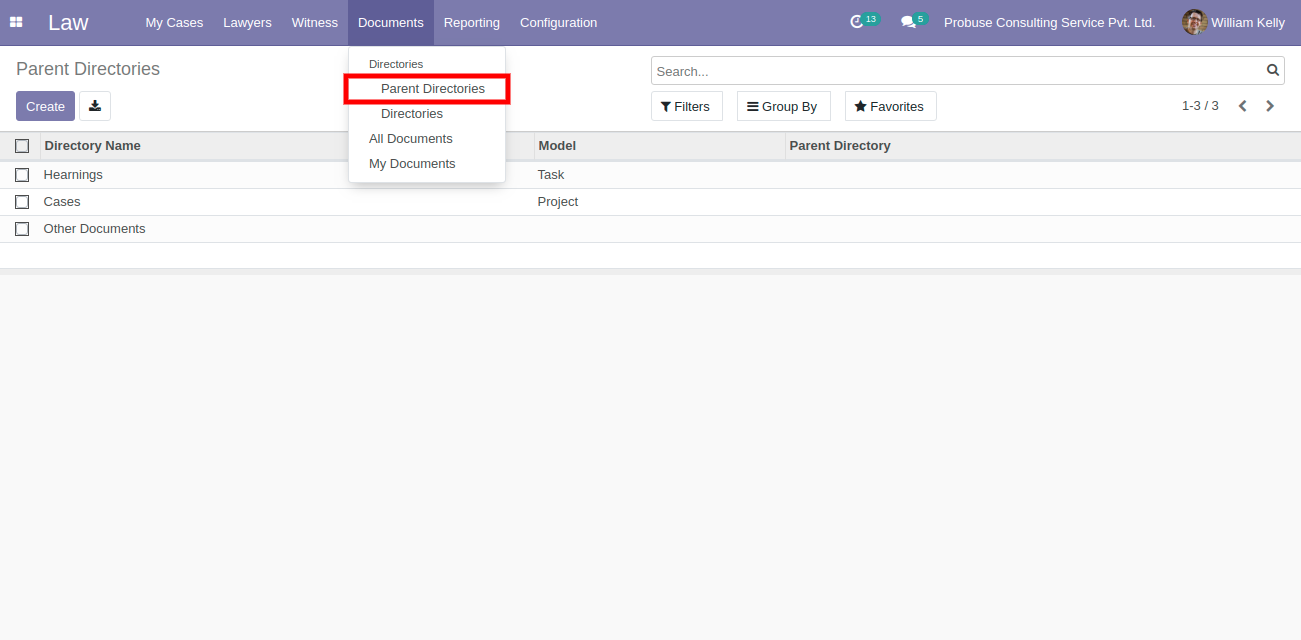 Law My Cases Lawyers Witness Documents Reporting Configuration 13 5 Probuse Consulting Service Pvt. Ltd. William Kelly
Parent Directories
Search...
Create
Filters Group By Favorites 1-3 / 3
Directories
Parent Directories
Directories
All Documents
My Documents
Directory Name Model Parent Directory
Hearnings Task
Cases Project
Other Documents